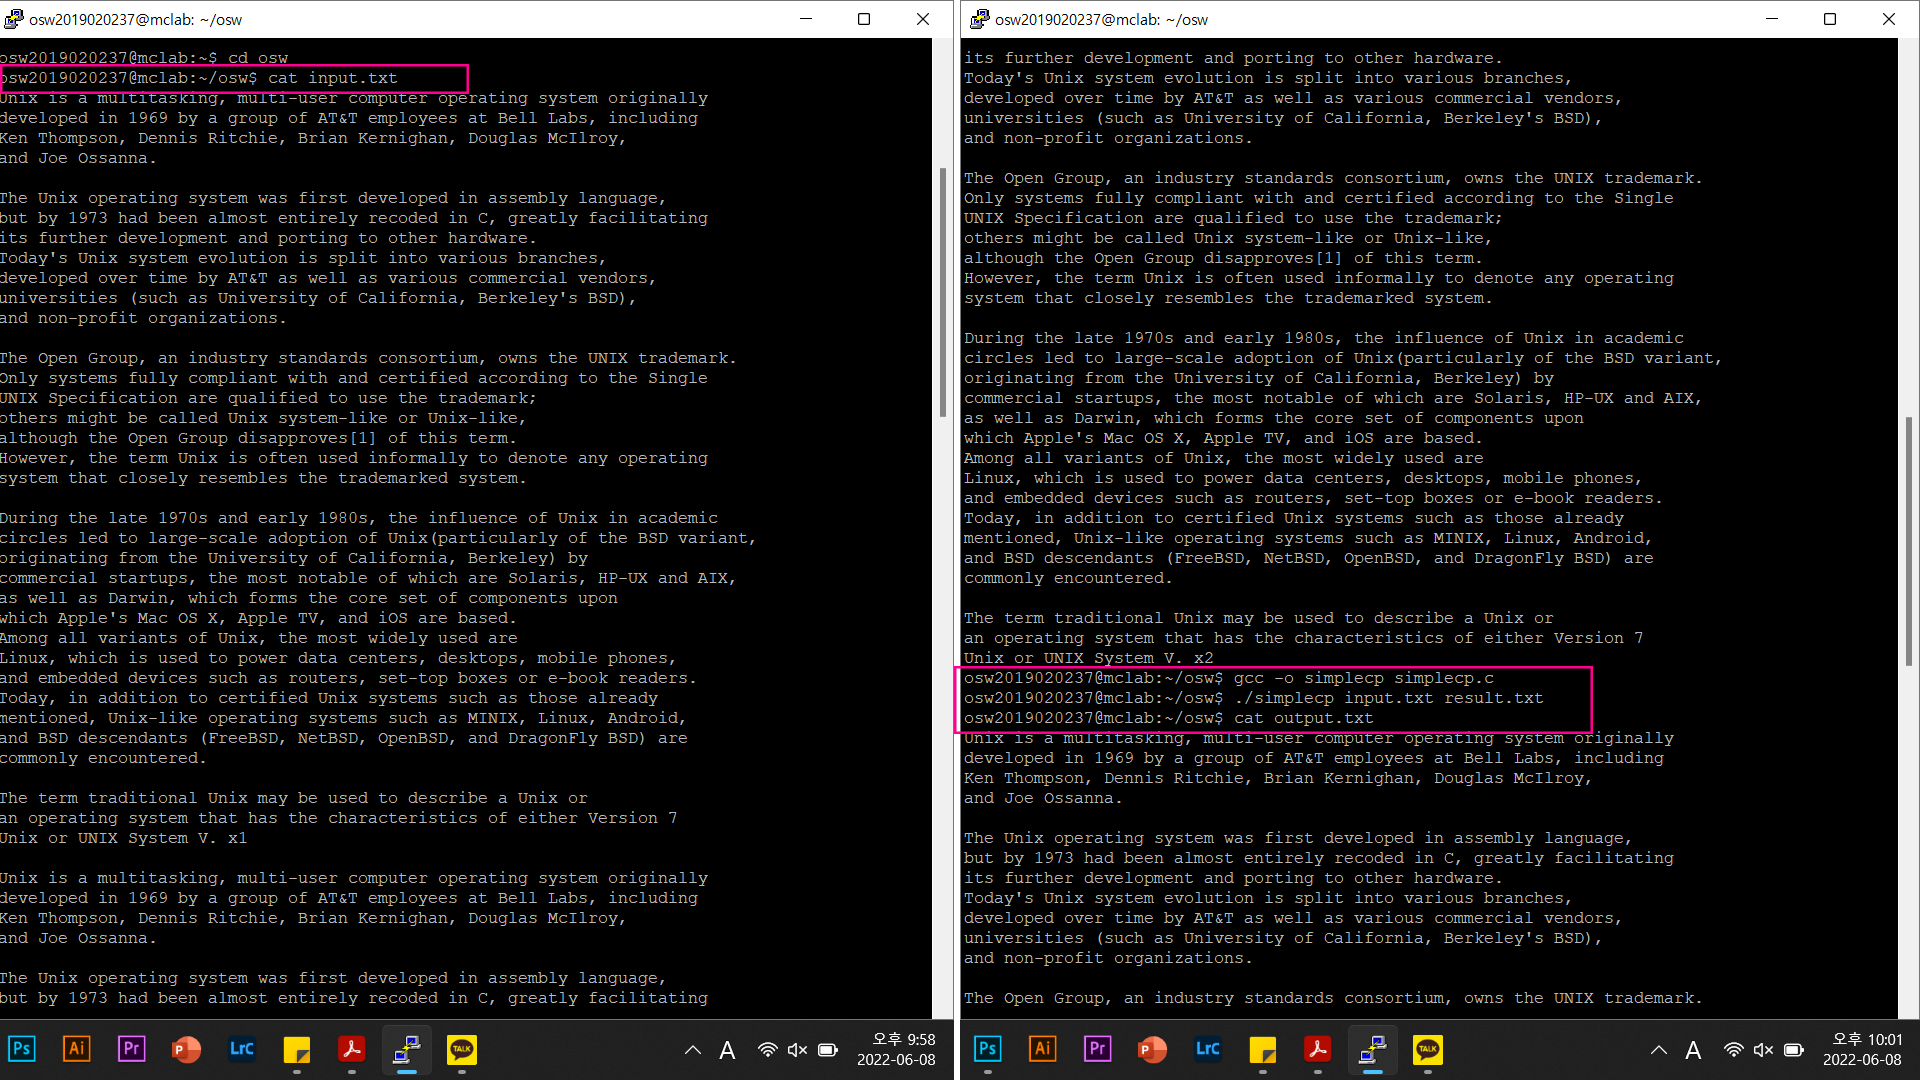 osw2019020237@mclab: ~/osw
osw2019020237@mclab:~$ cd osw
osw2019020237@mclab:~/osw$ cat input.txt
Unix is a multitasking, multi-user computer operating system originally
developed in 1969 by a group of AT&T employees at Bell Labs, including
Ken Thompson, Dennis Ritchie, Brian Kernighan, Douglas McIlroy,
and Joe Ossanna.
The Unix operating system was first developed in assembly language,
but by 1973 had been almost entirely recoded in C, greatly facilitating
its further development and porting to other hardware.
Today's Unix system evolution is split into various branches,
developed over time by AT&T as well as various commercial vendors,
universities (such as University of California, Berkeley's BSD),
and non-profit organizations.
The Open Group, an industry standards consortium, owns the UNIX trademark.
Only systems fully compliant with and certified according to the Single
UNIX Specification are qualified to use the trademark;
others might be called Unix system-like or Unix-like,
although the Open Group disapproves[1] of this term.
However, the term Unix is often used informally to denote any operating
system that closely resembles the trademarked system.
During the late 1970s and early 1980s, the influence of Unix in academic
circles led to large-scale adoption of Unix(particularly of the BSD variant,
originating from the University of California, Berkeley) by
commercial startups, the most notable of which are Solaris, HP-UX and AIX,
as well as Darwin, which forms the core set of components upon
which Apple's Mac OS X, Apple TV, and iOS are based.
Among all variants of Unix, the most widely used are
Linux, which is used to power data centers, desktops, mobile phones,
and embedded devices such as routers, set-top boxes or e-book readers.
Today, in addition to certified Unix systems such as those already
mentioned, Unix-like operating systems such as MINIX, Linux, Android,
and BSD descendants (FreeBSD, NetBSD, OpenBSD, and DragonFly BSD) are
commonly encountered.
The term traditional Unix may be used to describe a Unix or
an operating system that has the characteristics of either Version 7
Unix or UNIX System V. x1
Unix is a multitasking, multi-user computer operating system originally
developed in 1969 by a group of AT&T employees at Bell Labs, including
Ken Thompson, Dennis Ritchie, Brian Kernighan, Douglas McIlroy,
and Joe Ossanna.
The Unix operating system was first developed in assembly language,
but by 1973 had been almost entirely recoded in C, greatly facilitating
Ps Ai Pr P LrC TALK A 오후 9:58
2022-06-08
osw2019020237@mclab: ~/osw
its further development and porting to other hardware.
Today's Unix system evolution is split into various branches,
developed over time by AT&T as well as various commercial vendors,
universities (such as University of California, Berkeley's BSD),
and non-profit organizations.
The Open Group, an industry standards consortium, owns the UNIX trademark.
Only systems fully compliant with and certified according to the Single
UNIX Specification are qualified to use the trademark;
others might be called Unix system-like or Unix-like,
although the Open Group disapproves[1] of this term.
However, the term Unix is often used informally to denote any operating
system that closely resembles the trademarked system.
During the late 1970s and early 1980s, the influence of Unix in academic
circles led to large-scale adoption of Unix(particularly of the BSD variant,
originating from the University of California, Berkeley) by
commercial startups, the most notable of which are Solaris, HP-UX and AIX,
as well as Darwin, which forms the core set of components upon
which Apple's Mac OS X, Apple TV, and iOS are based.
Among all variants of Unix, the most widely used are
Linux, which is used to power data centers, desktops, mobile phones,
and embedded devices such as routers, set-top boxes or e-book readers.
Today, in addition to certified Unix systems such as those already
mentioned, Unix-like operating systems such as MINIX, Linux, Android,
and BSD descendants (FreeBSD, NetBSD, OpenBSD, and DragonFly BSD) are
commonly encountered.
The term traditional Unix may be used to describe a Unix or
an operating system that has the characteristics of either Version 7
Unix or UNIX System V. x2
osw2019020237@mclab:~/osw$ gcc -o simplecp simplecp.c
osw2019020237@mclab:~/osw$ ./simplecp input.txt result.txt
osw2019020237@mclab:~/osw$ cat output.txt
Unix is a multitasking, multi-user computer operating system originally
developed in 1969 by a group of AT&T employees at Bell Labs, including
Ken Thompson, Dennis Ritchie, Brian Kernighan, Douglas McIlroy,
and Joe Ossanna.
The Unix operating system was first developed in assembly language,
but by 1973 had been almost entirely recoded in C, greatly facilitating
its further development and porting to other hardware.
Today's Unix system evolution is split into various branches,
developed over time by AT&T as well as various commercial vendors,
universities (such as University of California, Berkeley's BSD),
and non-profit organizations.
The Open Group, an industry standards consortium, owns the UNIX trademark.
Ps Ai Pr P LrC TALK A 오후 10:01
2022-06-08